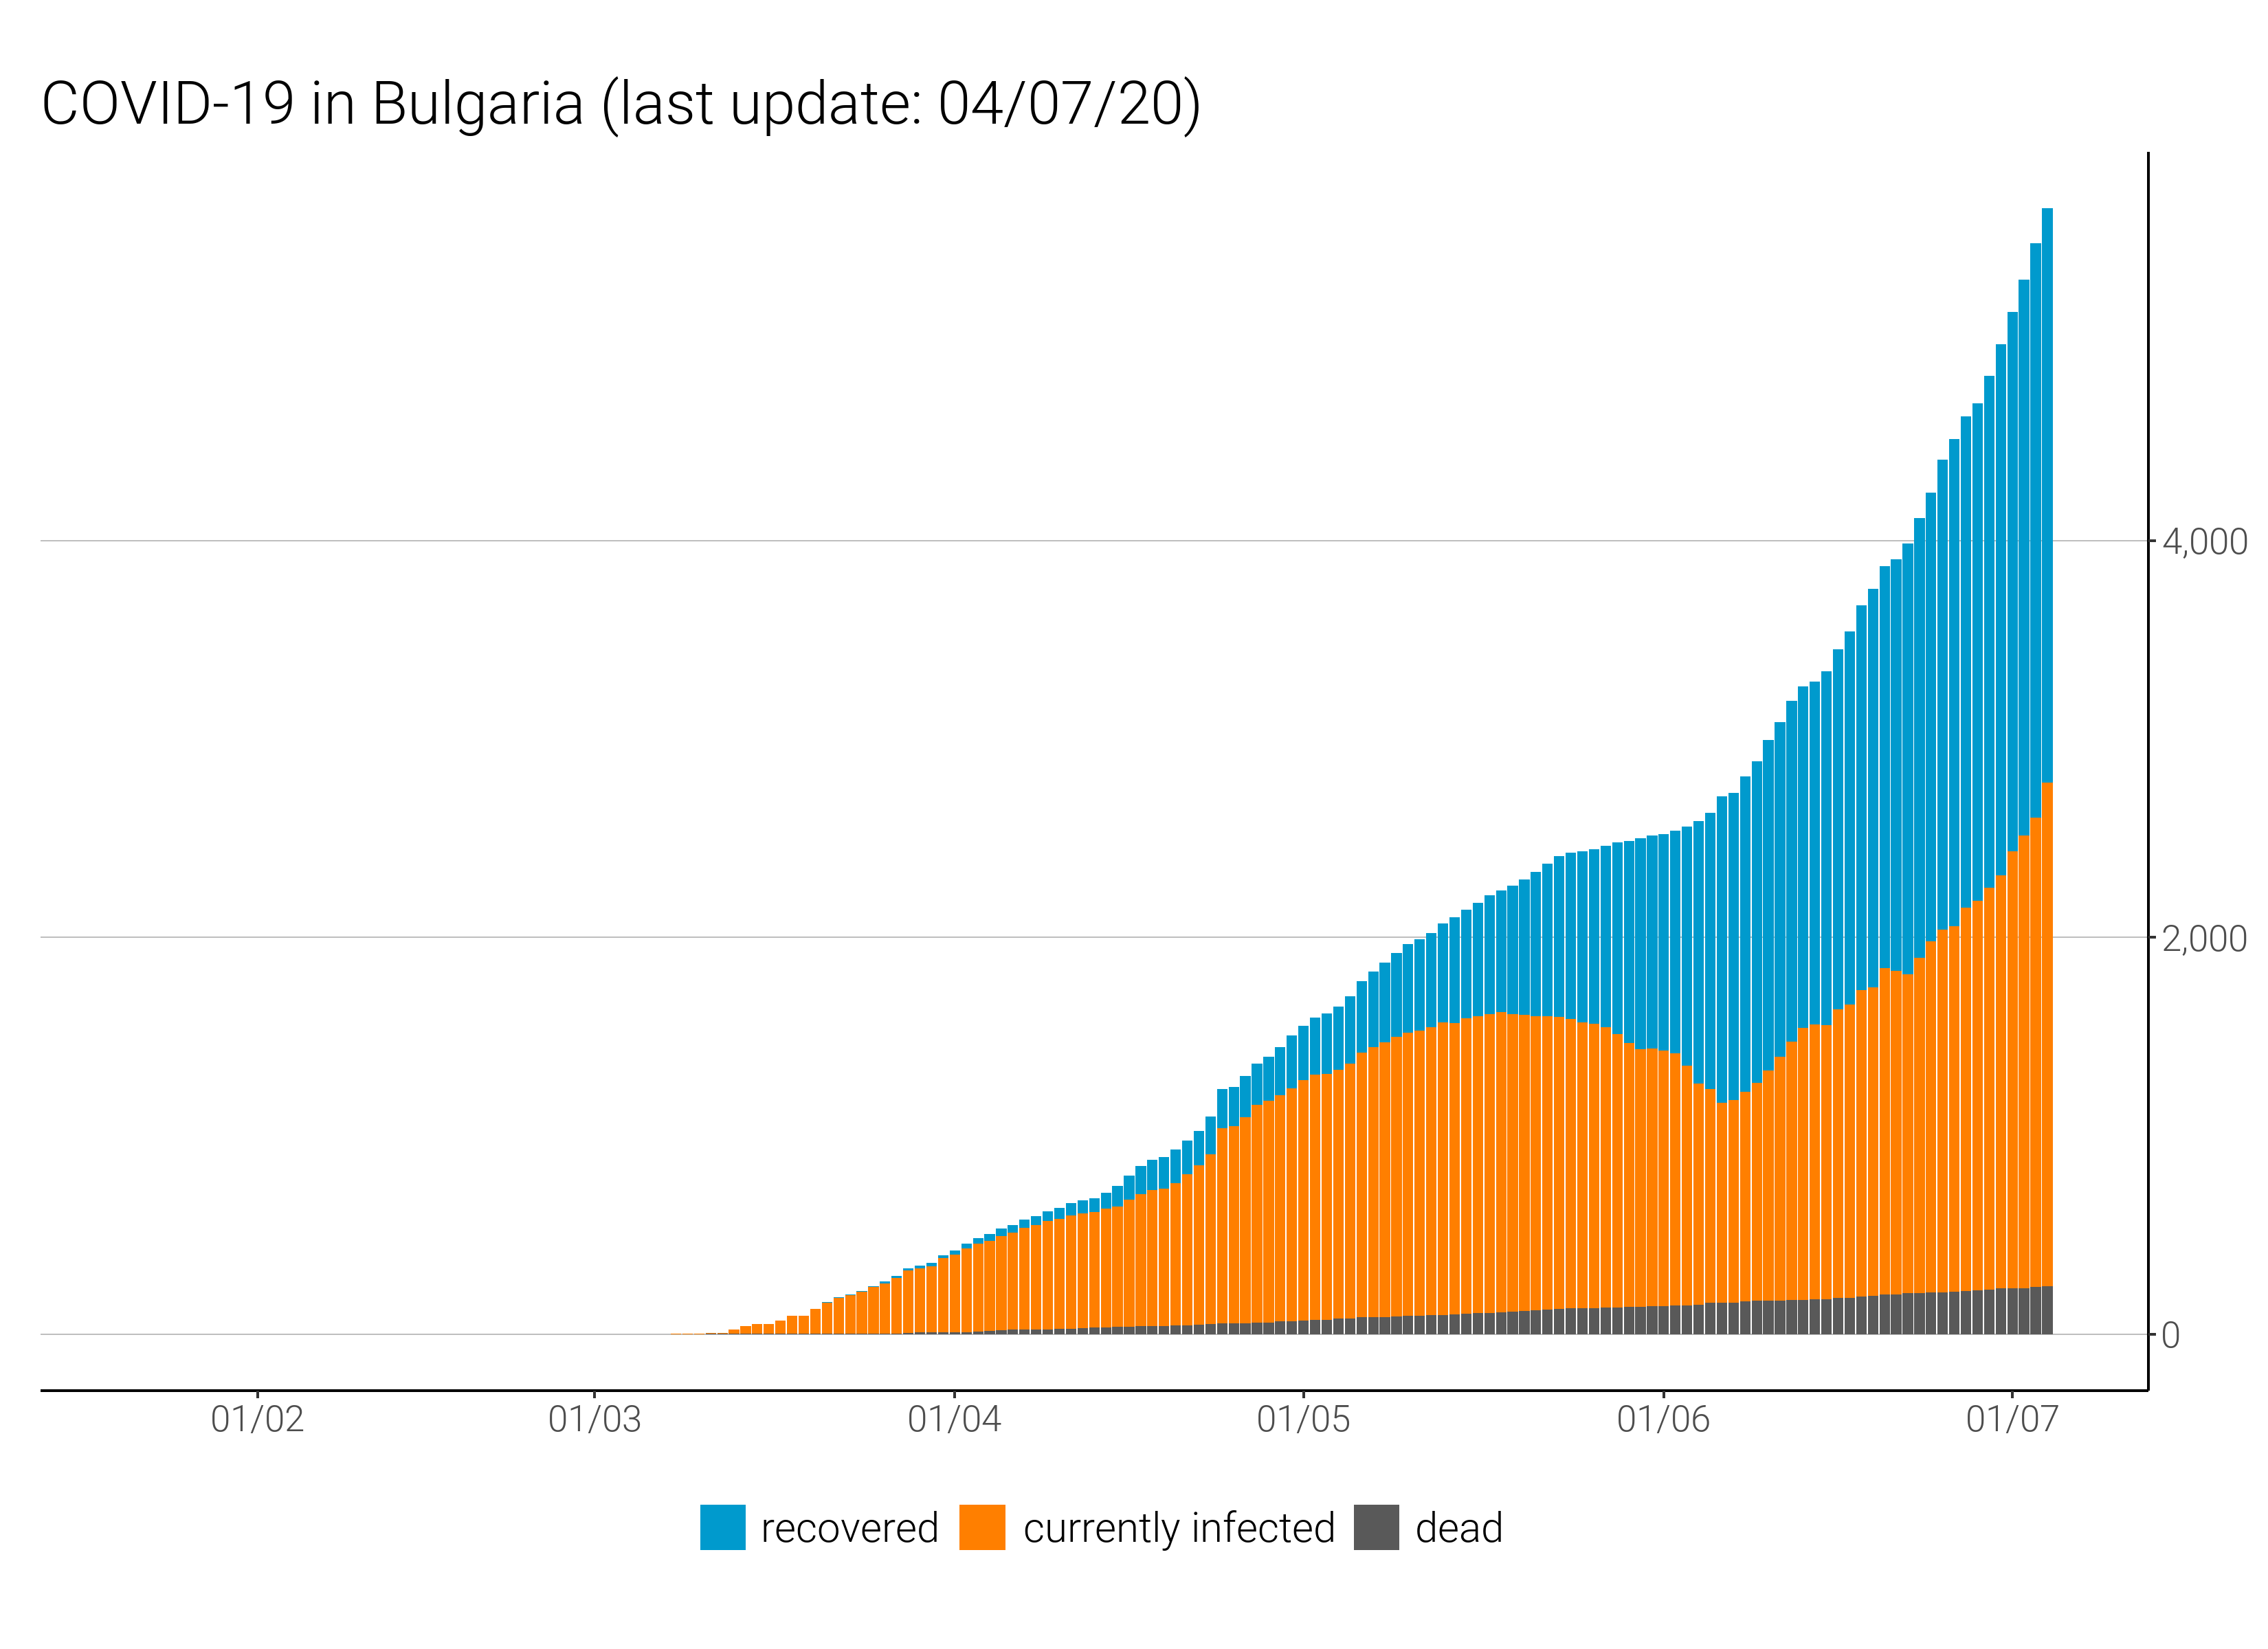 COVID-19 in Bulgaria (last update: 04/07/20)
4,000
2,000
0
01/02 01/03 01/04 01/05 01/06 01/07
recovered currently infected dead